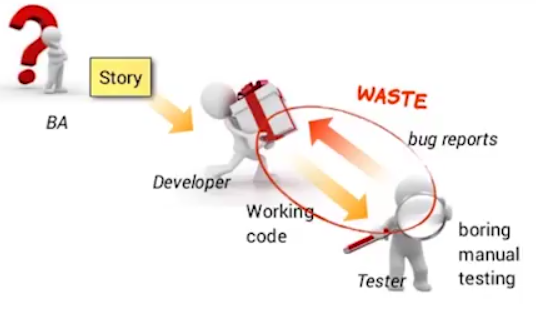 Story
BA
WASTE
bug reports
Developer
Working
code
boring
manual
testing
Tester